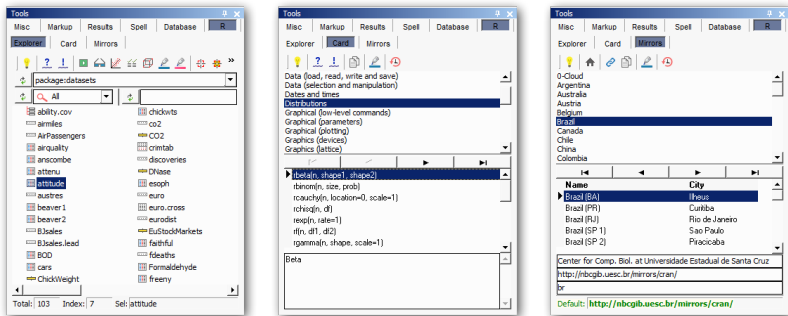 Tools
Misc Markup Results Spell Database R
Explorer Card Mirrors
package:datasets
All
ability.cov
airmiles
AirPassengers
airquality
anscombe
attenu
attitude
austres
beaver1
beaver2
BJsales
BJsales.lead
BOD
cars
ChickWeight
chickwts
co2
CO2
crimtab
discoveries
DNase
esoph
euro
euro.cross
eurodist
EuStockMarkets
faithful
fdeaths
Formaldehyde
freeny
Total: 103 Index: 7 Sel: attitude
Tools
Misc Markup Results Spell Database R
Explorer Card Mirrors
Data (load, read, write and save)
Data (selection and manipulation)
Dates and times
Distributions
Graphical (low-level commands)
Graphical (parameters)
Graphical (plotting)
Graphics (devices)
Graphics (lattice)
rbeta(n, shape1, shape2)
rbinom(n, size, prob)
rcauchy(n, location=0, scale=1)
rchisq(n, df)
rexp(n, rate=1)
rf(n, df1, df2)
rgamma(n, shape, scale=1)
Beta
Tools
Misc Markup Results Spell Database R
Explorer Card Mirrors
0-Cloud
Argentina
Australia
Austria
Belgium
Brazil
Canada
Chile
China
Colombia
Name City
Brazil (BA) Ilheus
Brazil (PR) Curitiba
Brazil (RJ) Rio de Janeiro
Brazil (SP 1) Sao Paulo
Brazil (SP 2) Piracicaba
Center for Comp. Biol. at Universidade Estadual de Santa Cruz
http://nbcgib.uesc.br/mirrors/cran/
br
Default: http://nbcgib.uesc.br/mirrors/cran/